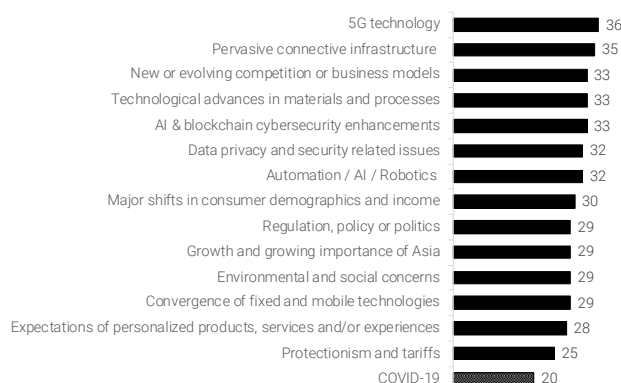 5G technology 36
Pervasive connective infrastructure 35
New or evolving competition or business models 33
Technological advances in materials and processes 33
AI & blockchain cybersecurity enhancements 33
Data privacy and security related issues 32
Automation / AI / Robotics 32
Major shifts in consumer demographics and income 30
Regulation, policy or politics 29
Growth and growing importance of Asia 29
Environmental and social concerns 29
Convergence of fixed and mobile technologies 29
Expectations of personalized products, services and/or experiences 28
Protectionism and tariffs 25
COVID-19 20